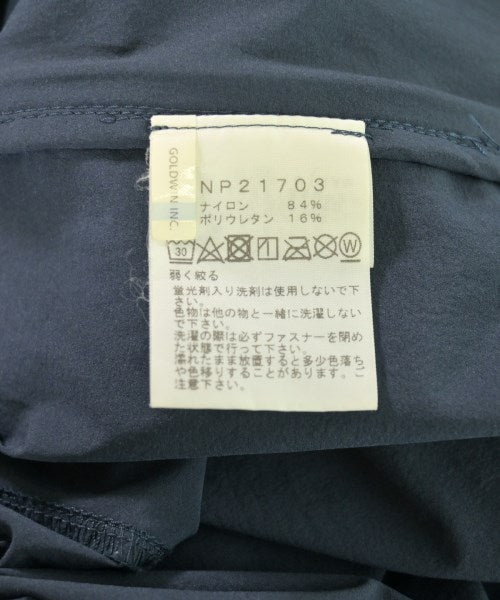 GOLDWIN INC.
NP21703
ナイロン 84%
ポリウレタン 16%
30
W
弱く絞る
蛍光剤入り洗剤は使用しないで下
さい。
色物は他の物と一緒に洗濯しない
で下さい。
洗濯の際は必ずファスナーを閉め
た状態で行って下さい。
濡れたまま放置すると多少色落ち
や色移りすることがあります。ご
注意下さい。